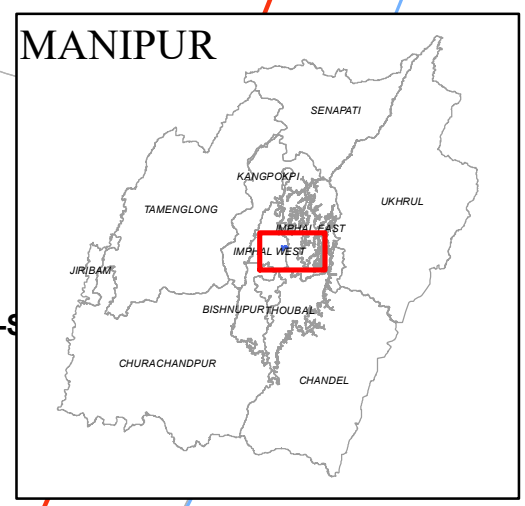 MANIPUR
SENAPATI
KANGPOKPI
UKHRUL
TAMENGLONG
IMPHAL EAST
IMPHAL WEST
JIRIBAM
BISHNUPUR THOUBAL
-S
CHURACHANDPUR
CHANDEL